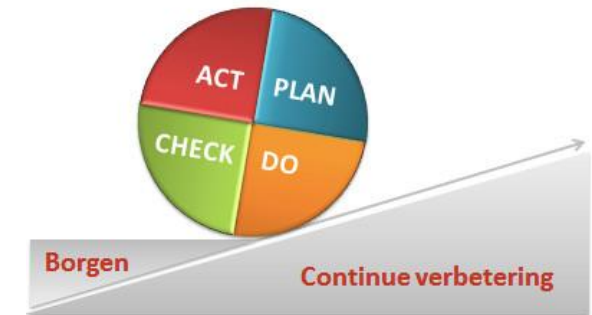 ACT
PLAN
CHECK
DO
Borgen
Continue verbetering